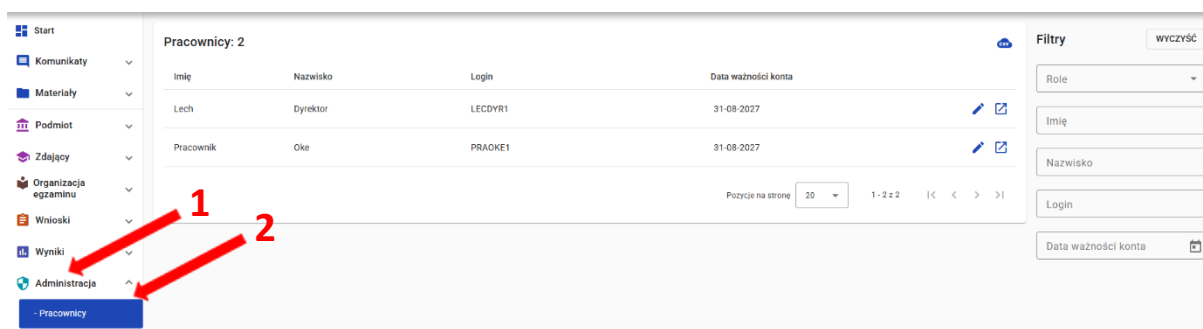 Start
Komunikaty
Materiały
Podmiot
Zdający
Organizacja
egzaminu
Wnioski
Wyniki
Administracja
- Pracownicy
1
2
Pracownicy: 2
CSV
Imię Nazwisko Login Data ważności konta
Lech Dyrektor LECDYR1 31-08-2027
Pracownik Oke PRAOKE1 31-08-2027
Pozycje na stronę 20 1 - 2 z 2
Filtry WYCZYŚĆ
Role
Imię
Nazwisko
Login
Data ważności konta